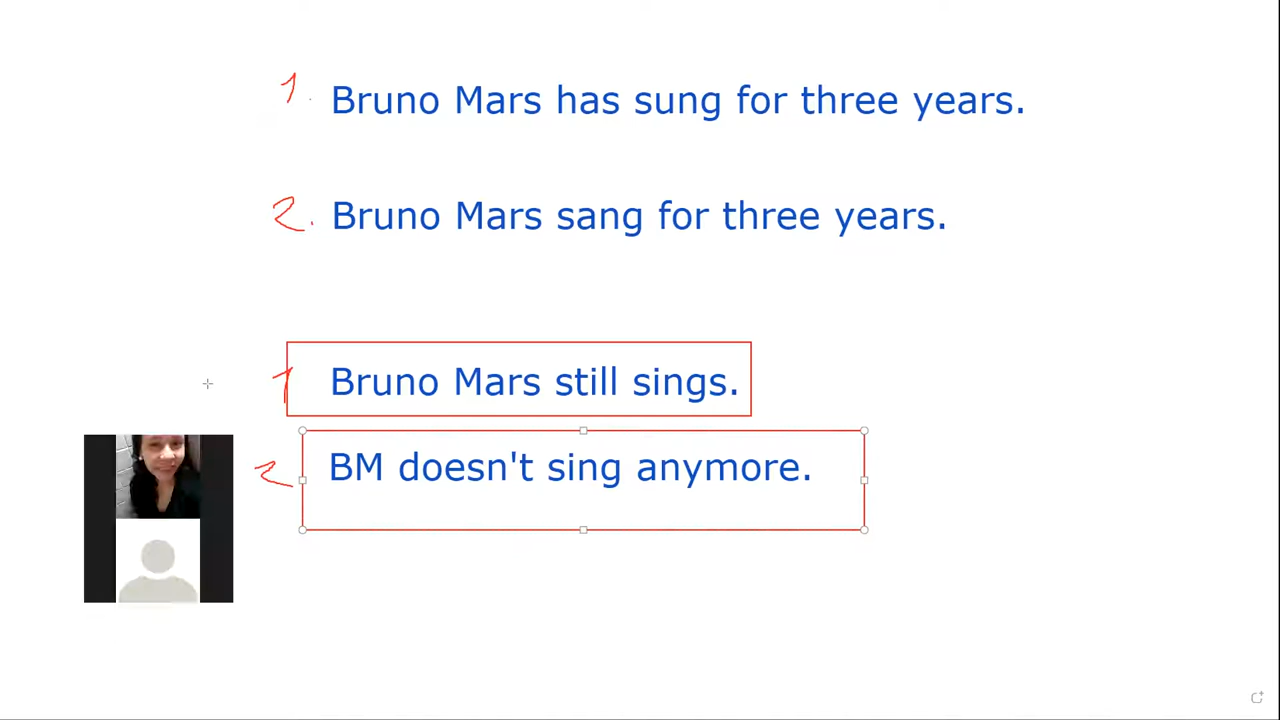 1. Bruno Mars has sung for three years.
2. Bruno Mars sang for three years.
1 Bruno Mars still sings.
2 BM doesn't sing anymore.